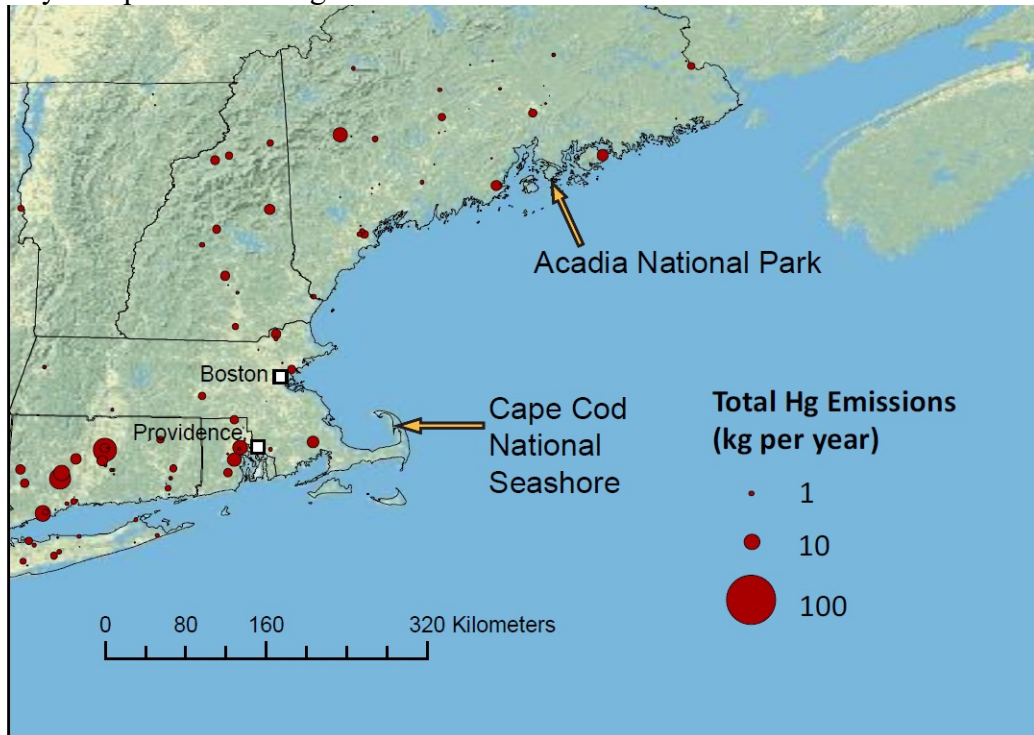 Acadia National Park
Boston
Cape Cod
National
Seashore
Providence
Total Hg Emissions
(kg per year)
1
10
100
0 80 160 320 Kilometers